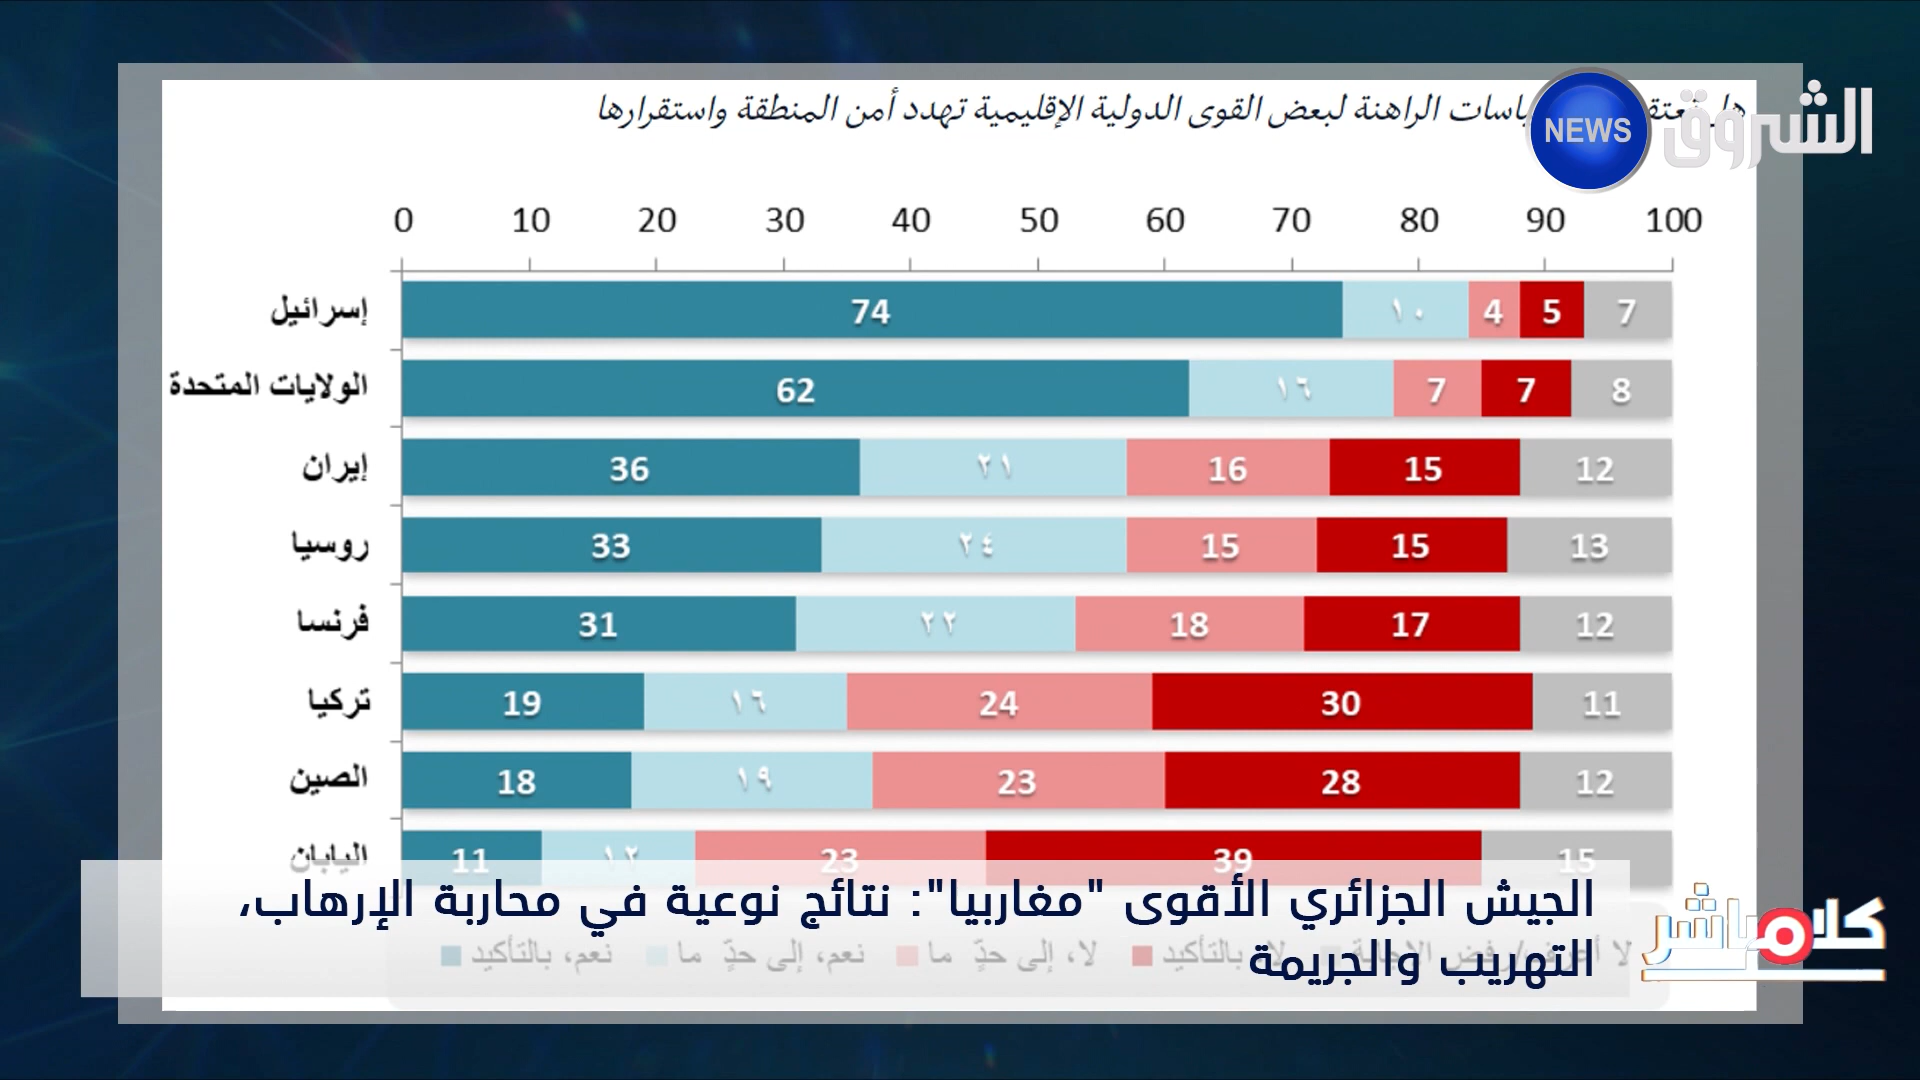 الشروق
NEWS
الراهنة لبعض القوى الدولية الإقليمية تهدد أمن المنطقة واستقرارها
0 10 20 30 40 50 60 70 80 90 100
إسرائيل 74 ١٠ 4 5 7
الولايات المتحدة 62 ١٦ 7 7 8
إيران 36 ٢١ 16 15 12
روسيا 33 ٢٤ 15 15 13
فرنسا 31 ٢٢ 18 17 12
تركيا 19 ١٦ 24 30 11
الصين 18 ١٩ 23 28 12
اليابان 11 ١٢ 23 39 15
الجيش الجزائري الأقوى "مغاربيا": نتائج نوعية في محاربة الإرهاب،
التهريب والجريمة
نعم، بالتأكيد نعم، إلى حدٍّ ما لا، إلى حدٍّ ما لا، بالتأكيد
كلام مباشر